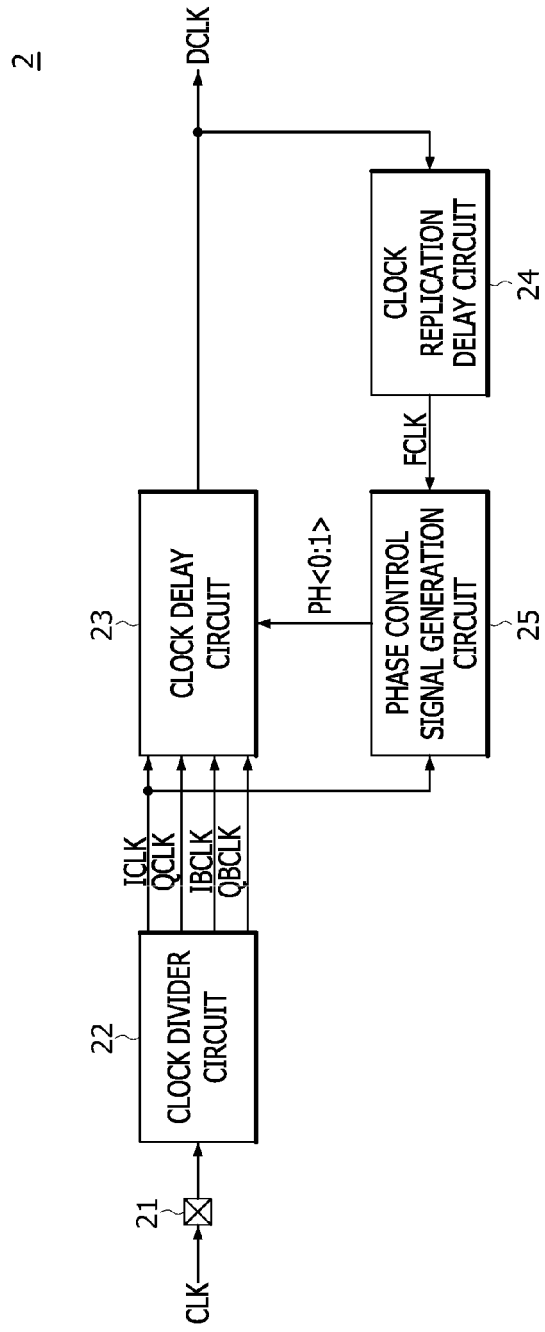 2
CLK
21
22
CLOCK DIVIDER
CIRCUIT
ICLK
QCLK
IBCLK
QBCLK
23
CLOCK DELAY
CIRCUIT
DCLK
PH<0:1>
PHASE CONTROL
SIGNAL GENERATION
CIRCUIT
25
FCLK
CLOCK
REPLICATION
DELAY CIRCUIT
24